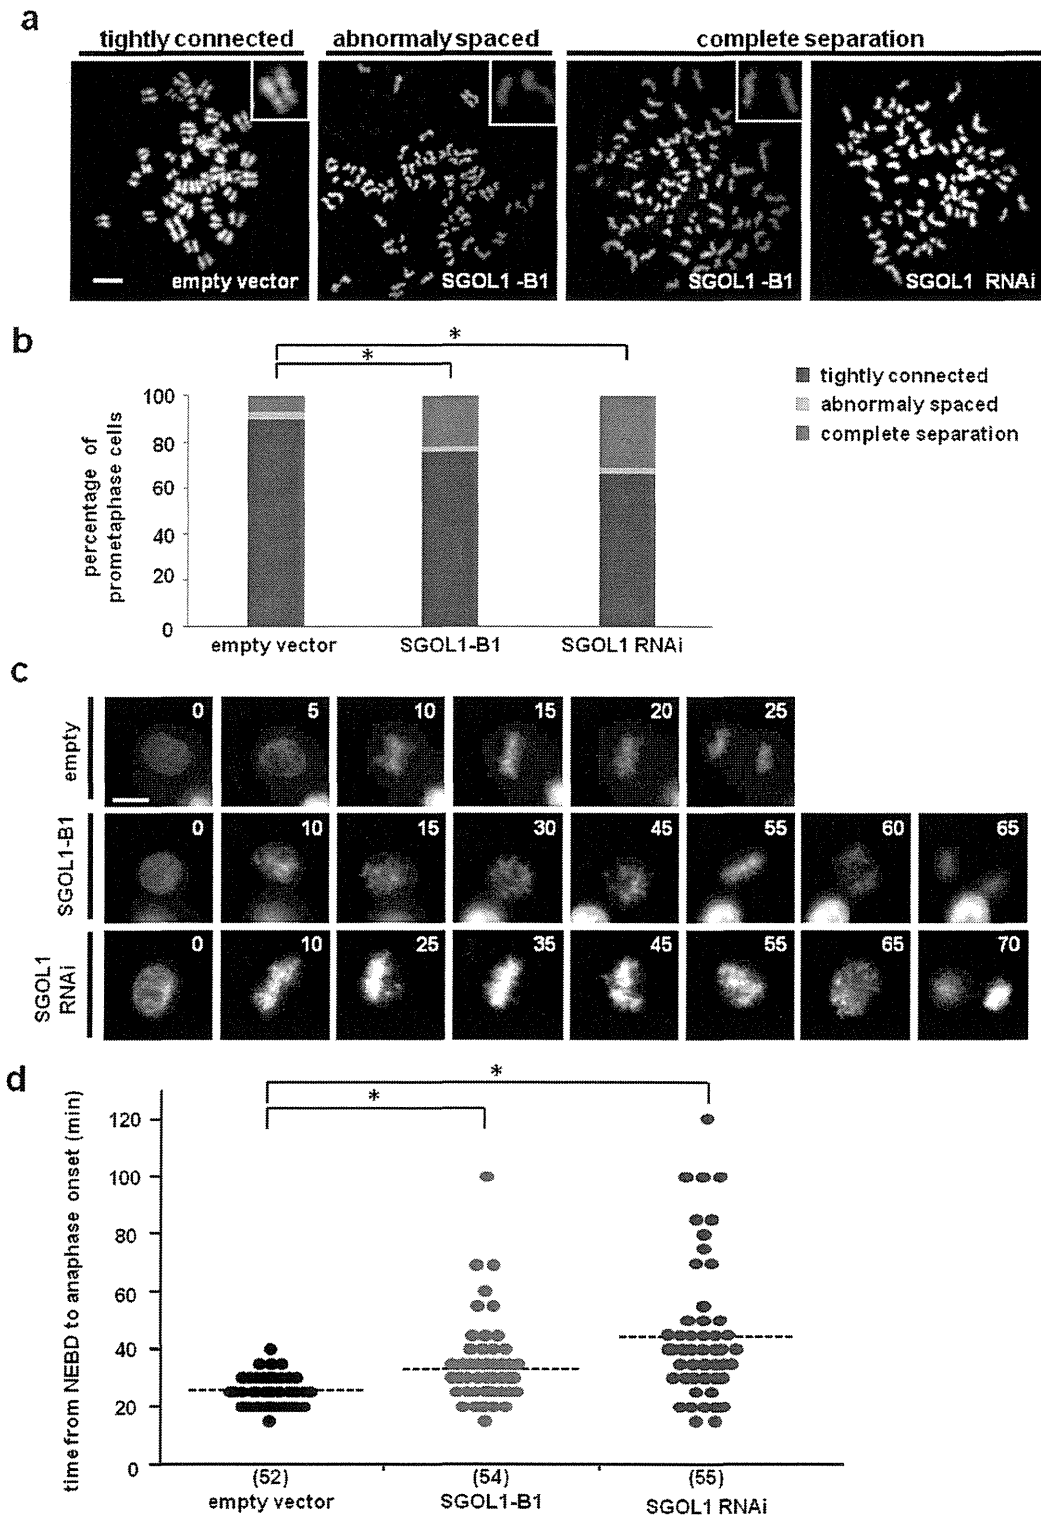 a
tightly connected abnormaly spaced complete separation
empty vector SGOL1 -B1 SGOL1 -B1 SGOL1 RNAi
b
* 
*
tightly connected
abnormaly spaced
complete separation
percentage of
prometaphase cells
100
80
60
40
20
0
empty vector SGOL1-B1 SGOL1 RNAi
c
empty
0 5 10 15 20 25
SGOL1-B1
0 10 15 30 45 55 60 65
SGOL1
RNAi
0 10 25 35 45 55 65 70
d
*
*
time from NEBD to anaphase onset (min)
120
100
80
60
40
20
0
(52) (54) (55)
empty vector SGOL1-B1 SGOL1 RNAi